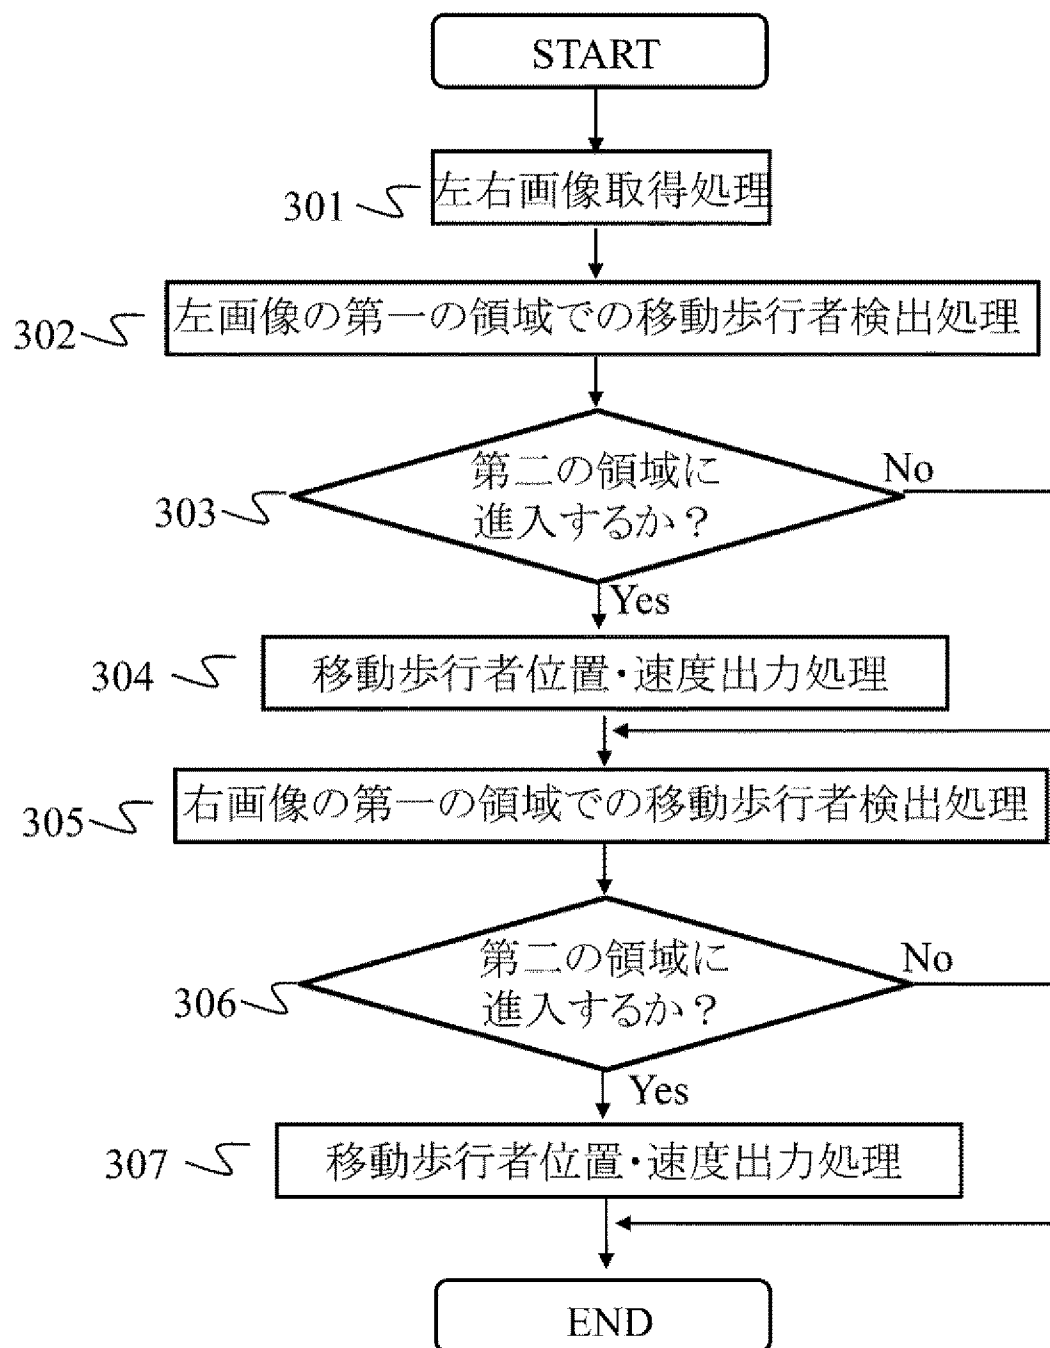 START
301
左右画像取得処理
302
左画像の第一の領域での移動歩行者検出処理
303
第二の領域に
進入するか?
No
Yes
304
移動歩行者位置・速度出力処理
305
右画像の第一の領域での移動歩行者検出処理
306
第二の領域に
進入するか?
No
Yes
307
移動歩行者位置・速度出力処理
END